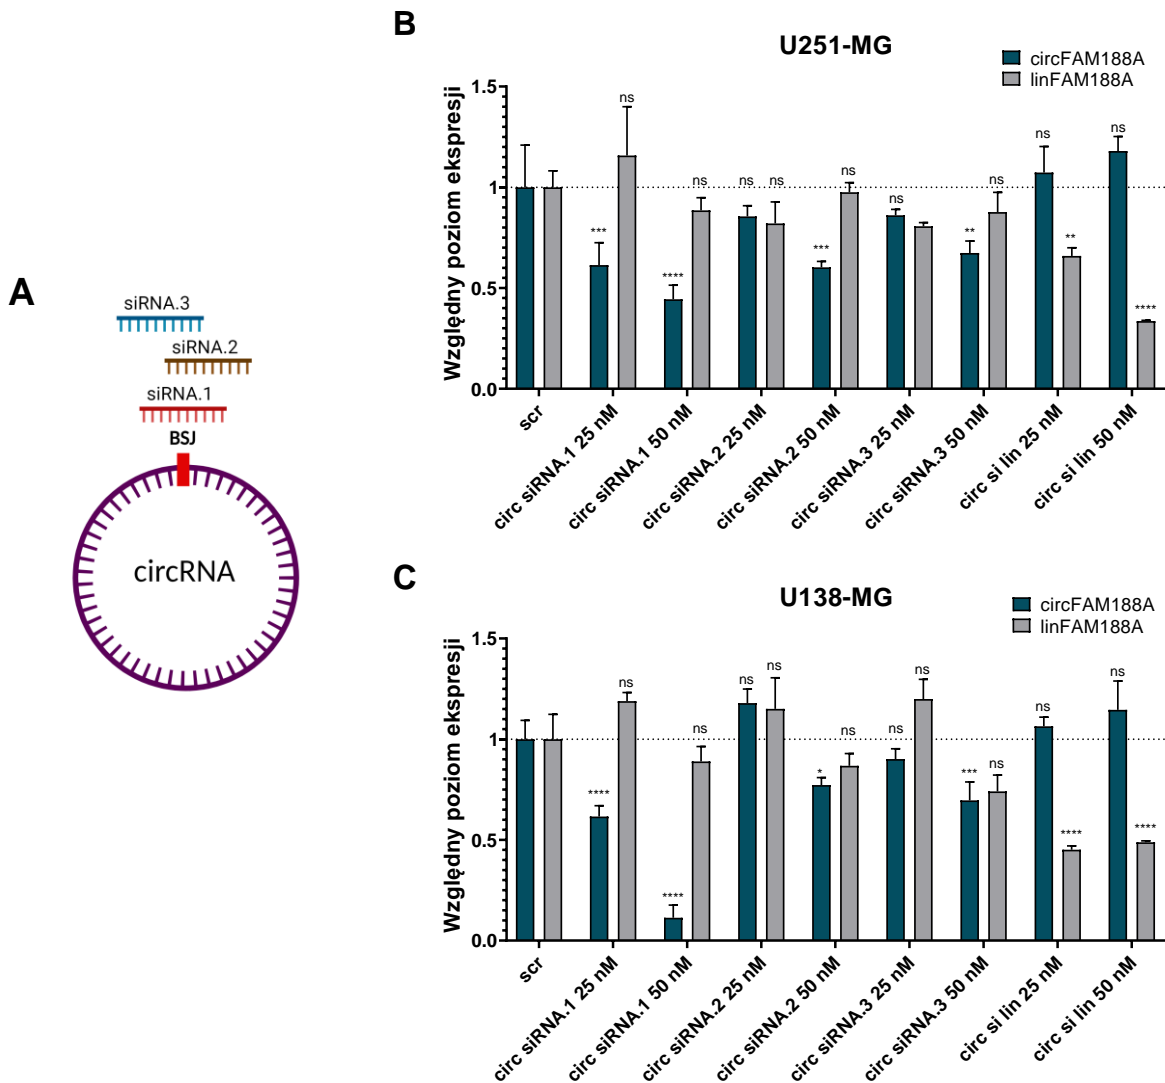 A
siRNA.3
siRNA.2
siRNA.1
BSJ
circRNA
B
U251-MG
circFAM188A
linFAM188A
Względny poziom ekspresji
1.5
1
0.5
0.0
*** ns
**** ns
ns ns
*** ns
ns
** ns
ns **
ns ****
scr
circ siRNA.1 25 nM
circ siRNA.1 50 nM
circ siRNA.2 25 nM
circ siRNA.2 50 nM
circ siRNA.3 25 nM
circ siRNA.3 50 nM
circ si lin 25 nM
circ si lin 50 nM
C
U138-MG
circFAM188A
linFAM188A
Względny poziom ekspresji
1.5
1
0.5
0.0
**** ns
**** ns
ns ns
* ns
ns ns
*** ns
ns ****
ns ****
scr
circ siRNA.1 25 nM
circ siRNA.1 50 nM
circ siRNA.2 25 nM
circ siRNA.2 50 nM
circ siRNA.3 25 nM
circ siRNA.3 50 nM
circ si lin 25 nM
circ si lin 50 nM